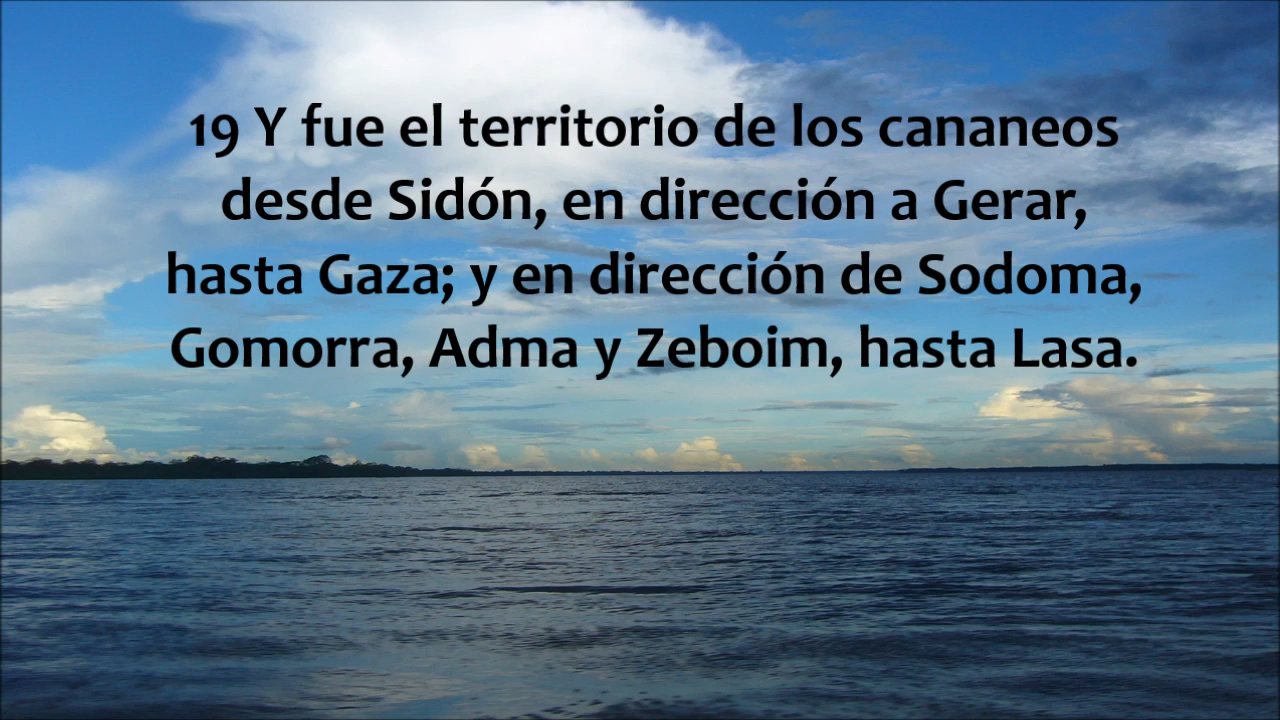 19 Y fue el territorio de los cananeos
desde Sidón, en dirección a Gerar,
hasta Gaza; y en dirección de Sodoma,
Gomorra, Adma y Zeboim, hasta Lasa.